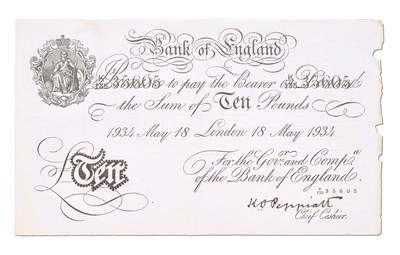 Bank of England
to pay the Bearer on Demand
the Sum of Ten Pounds
1934 May 18 London 18 May 1934
For the Govr. and Compa.
of the Bank of England.
£Ten
35605
K.O. Peppiatt
Chief Cashier.